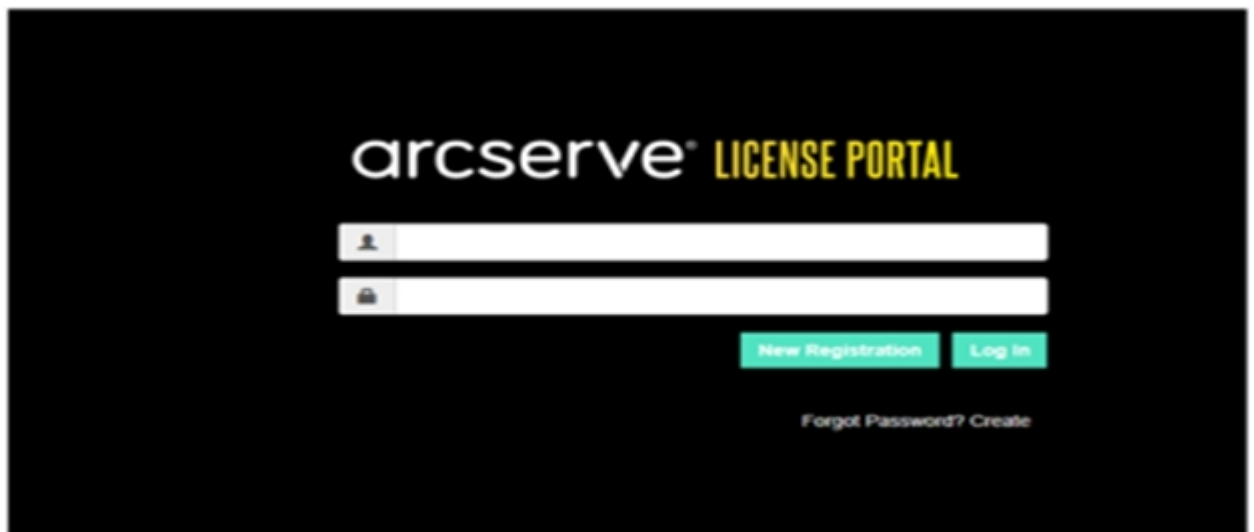 arcserve® LICENSE PORTAL
New Registration Log In
Forgot Password? Create